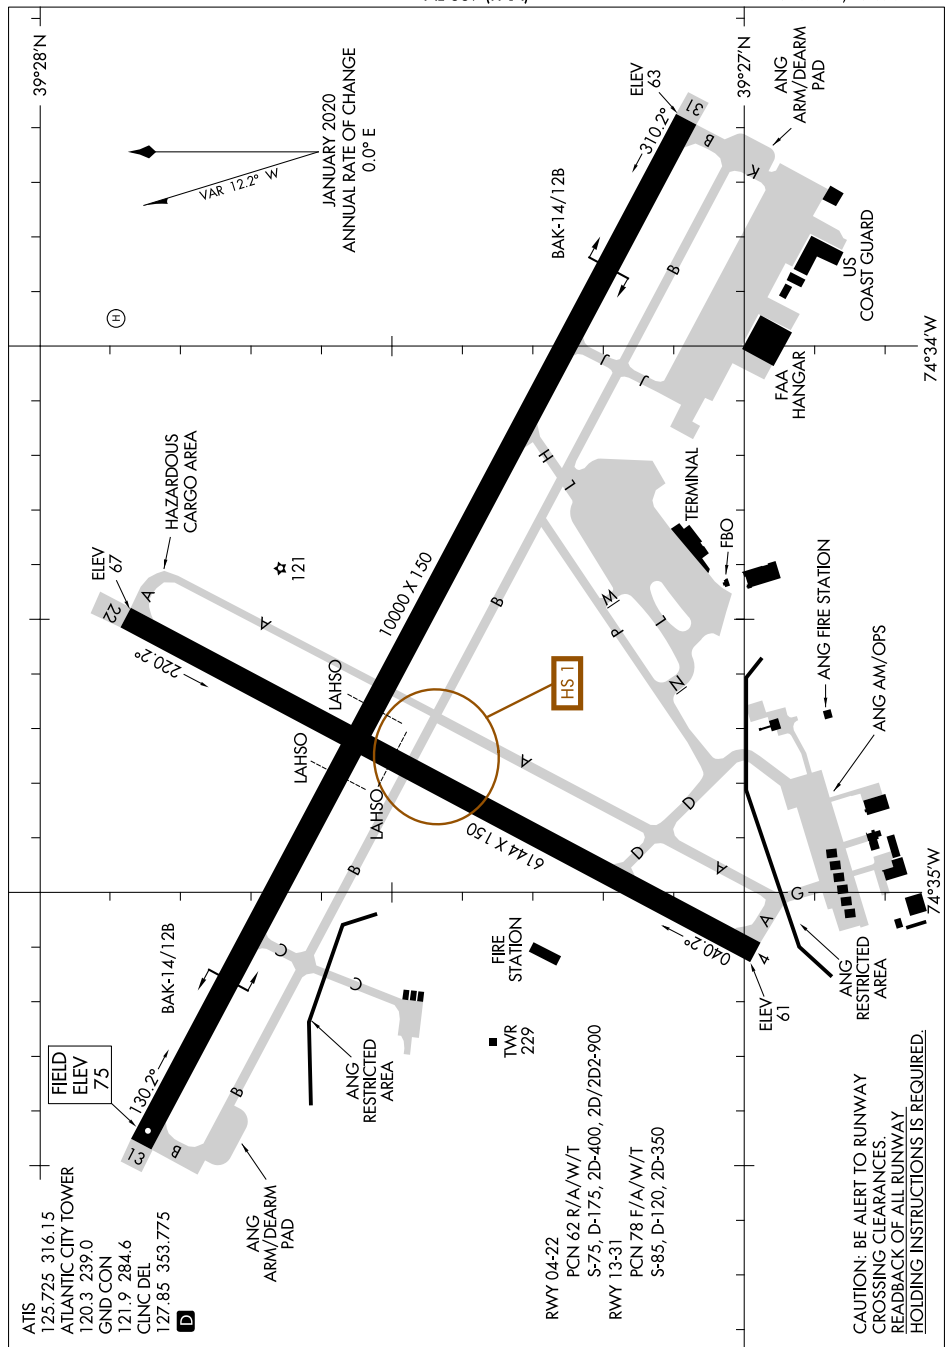 ATIS
125.725 316.15
ATLANTIC CITY TOWER
120.3 239.0
GND CON
121.9 284.6
CLNC DEL
127.85 353.775
D
39°28'N
39°27'N
74°34'W
74°35'W
JANUARY 2020
ANNUAL RATE OF CHANGE
0.0° E
VAR 12.2° W
H
FIELD
ELEV
75
130.2°
13
B
B
ANG
ARM/DEARM
PAD
BAK-14/12B
C
C
ANG
RESTRICTED
AREA
B
LAHSO
LAHSO
LAHSO
HS 1
10000 X 150
6144 X 150
ELEV
67
22
220.2°
A
HAZARDOUS
CARGO AREA
A
121
BAK-14/12B
310.2°
ELEV
63
31
B
K
ANG
ARM/DEARM
PAD
B
J
J
US
COAST GUARD
FAA
HANGAR
H
L
B
TERMINAL
FBO
M
P
L
N
A
D
D
A
A
G
4
040.2°
ELEV
61
ANG FIRE STATION
ANG AM/OPS
ANG
RESTRICTED
AREA
FIRE
STATION
TWR
229
RWY 04-22
PCN 62 R/A/W/T
S-75, D-175, 2D-400, 2D/2D2-900
RWY 13-31
PCN 78 F/A/W/T
S-85, D-120, 2D-350
CAUTION: BE ALERT TO RUNWAY
CROSSING CLEARANCES.
READBACK OF ALL RUNWAY
HOLDING INSTRUCTIONS IS REQUIRED.